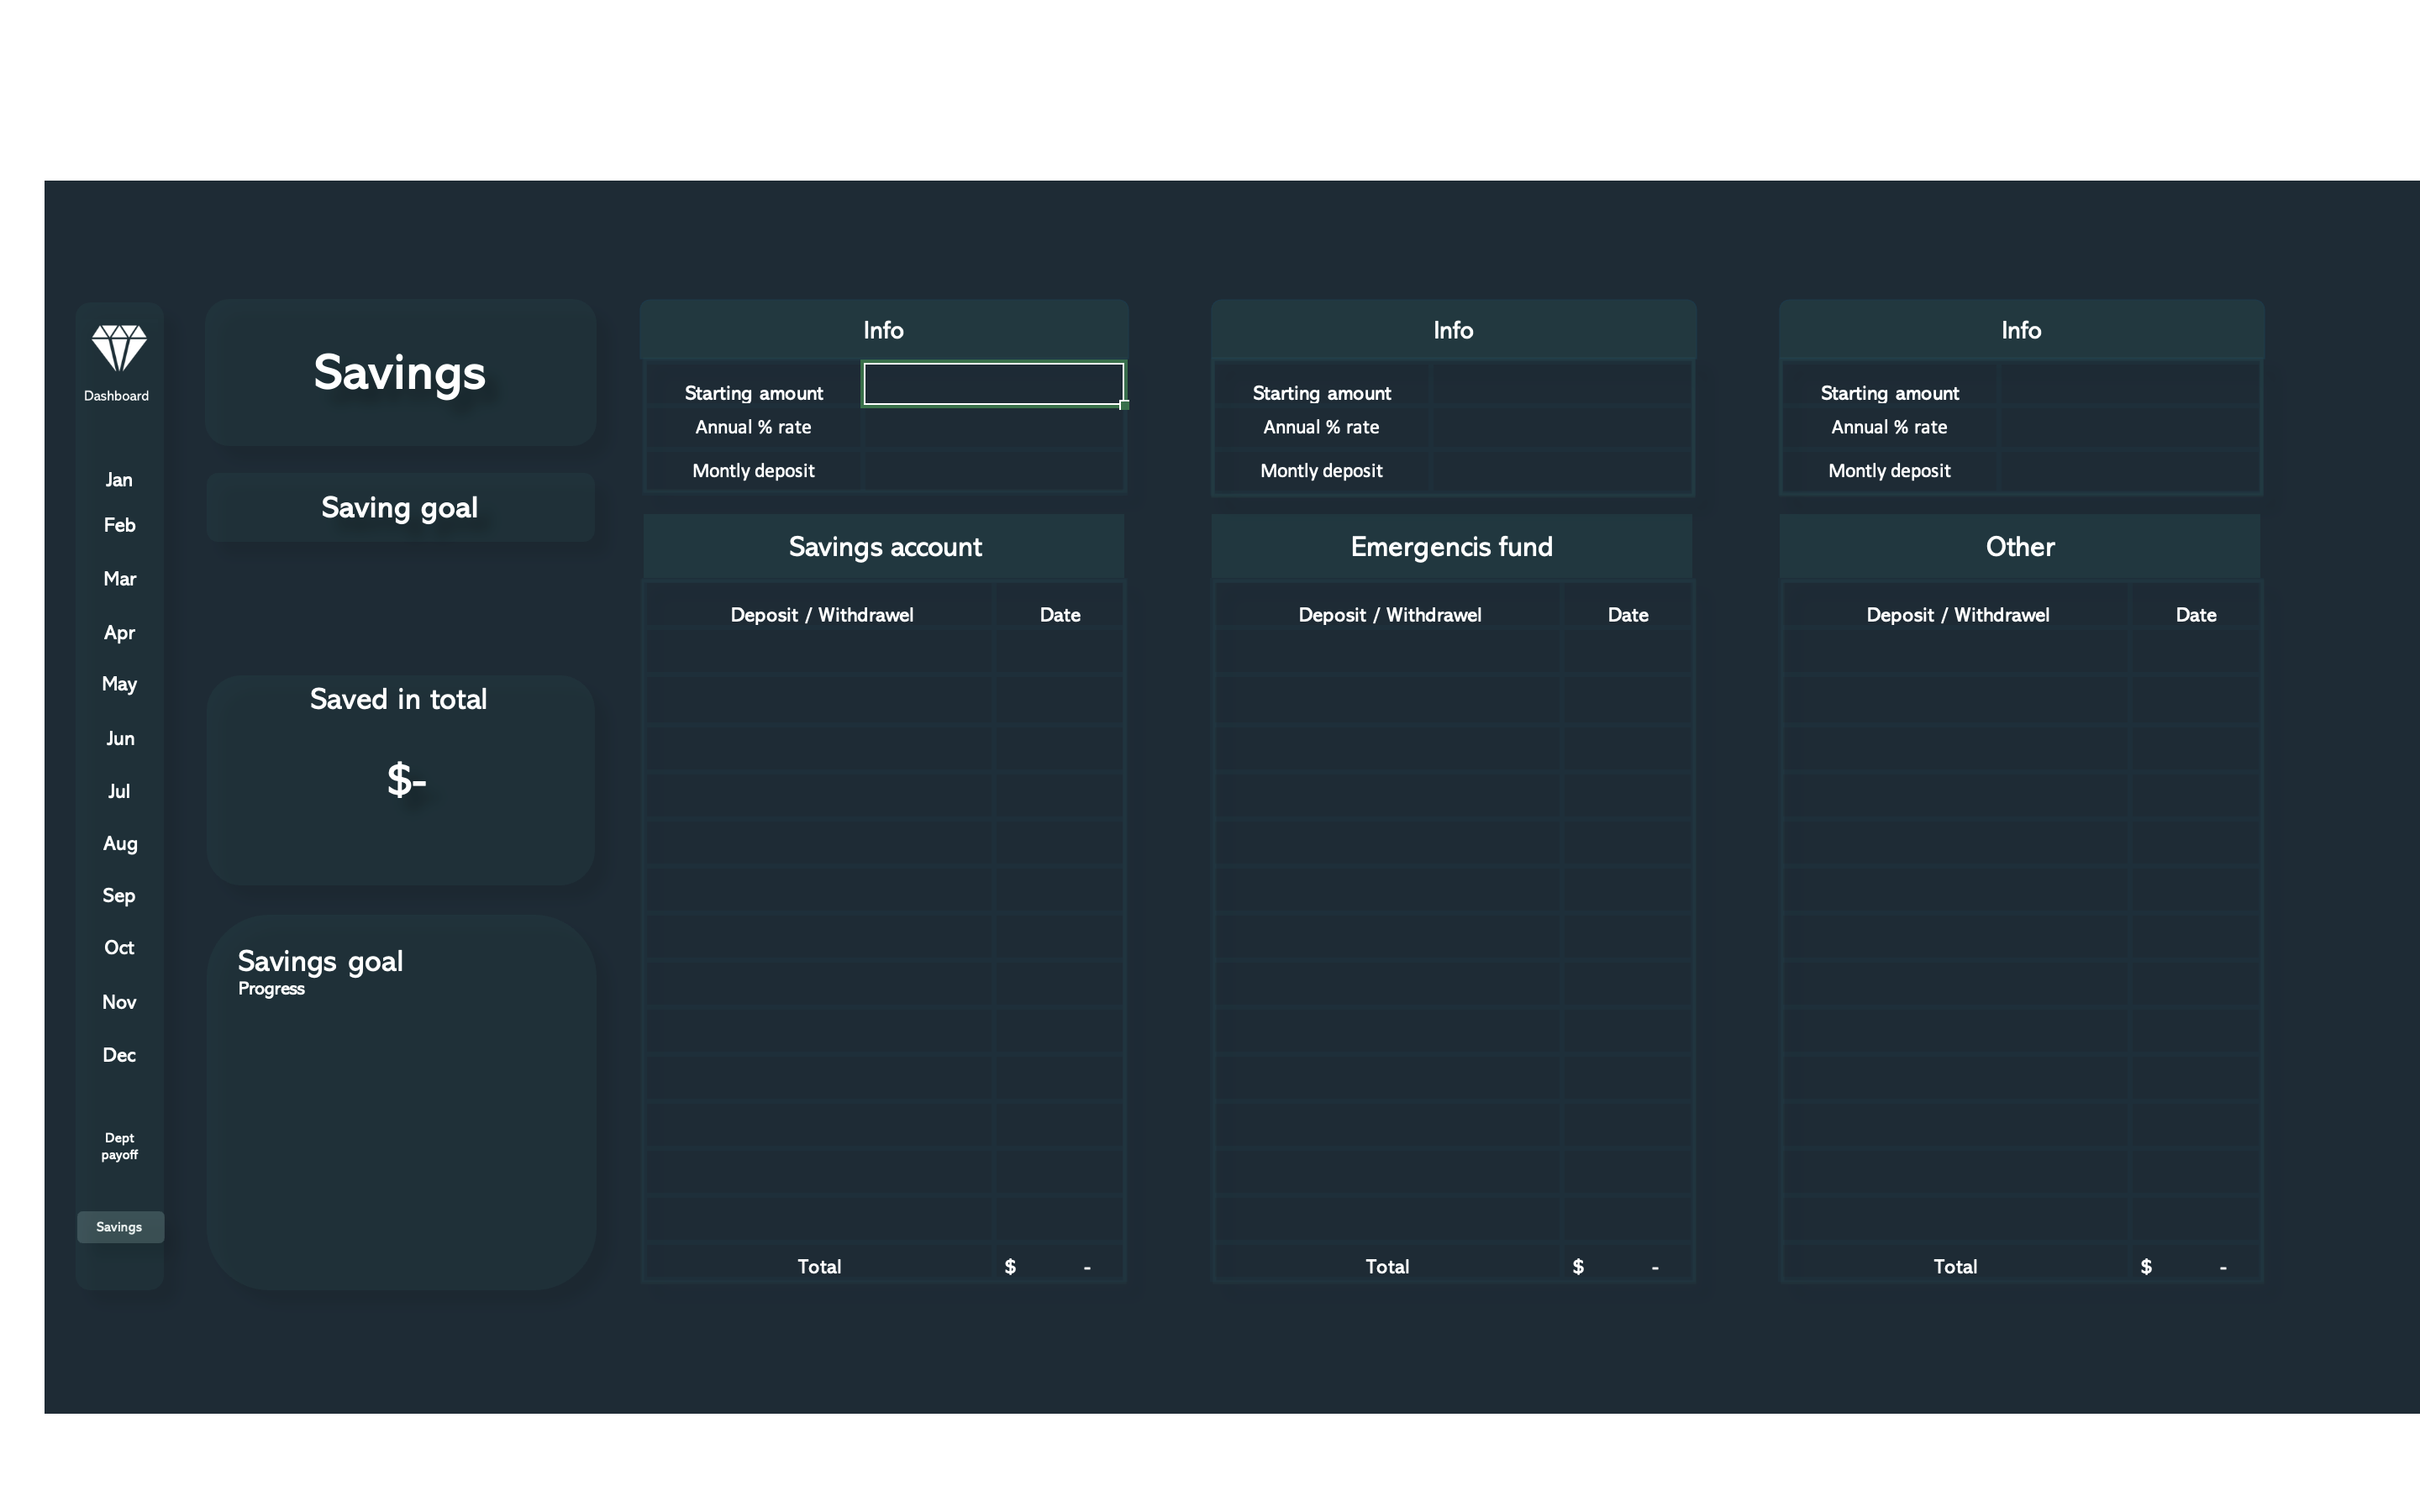 Dashboard
Jan
Feb
Mar
Apr
May
Jun
Jul
Aug
Sep
Oct
Nov
Dec
Dept
payoff
Savings
Savings
Saving goal
Saved in total
$-
Savings goal
Progress
Info
Starting amount
Annual % rate
Montly deposit
Savings account
Deposit / Withdrawel Date
Total $ -
Info
Starting amount
Annual % rate
Montly deposit
Emergencis fund
Deposit / Withdrawel Date
Total $ -
Info
Starting amount
Annual % rate
Montly deposit
Other
Deposit / Withdrawel Date
Total $ -